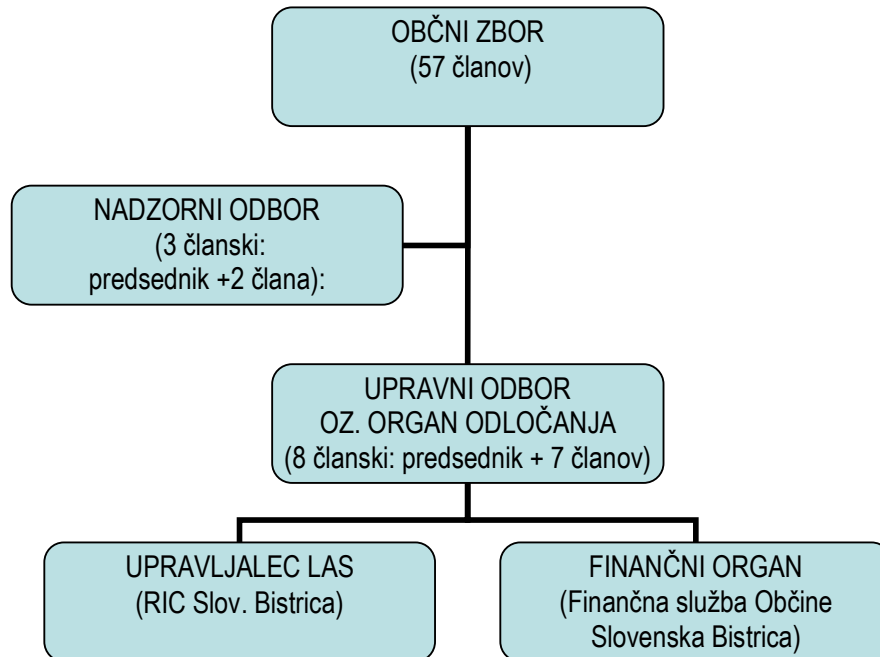 OBČNI ZBOR
(57 članov)
NADZORNI ODBOR
(3 članski:
predsednik +2 člana):
UPRAVNI ODBOR
OZ. ORGAN ODLOČANJA
(8 članski: predsednik + 7 članov)
UPRAVLJALEC LAS
(RIC Slov. Bistrica)
FINANČNI ORGAN
(Finančna služba Občine
Slovenska Bistrica)